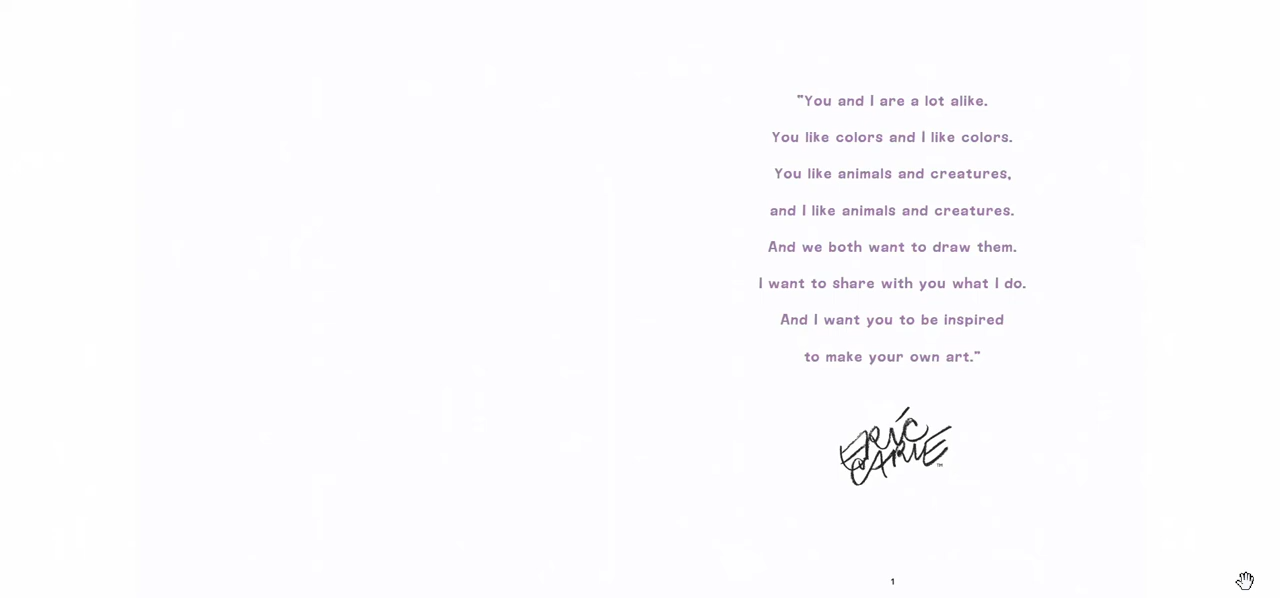 "You and I are a lot alike.
You like colors and I like colors.
You like animals and creatures,
and I like animals and creatures.
And we both want to draw them.
I want to share with you what I do.
And I want you to be inspired
to make your own art."
ERIC
CARLE ™
1